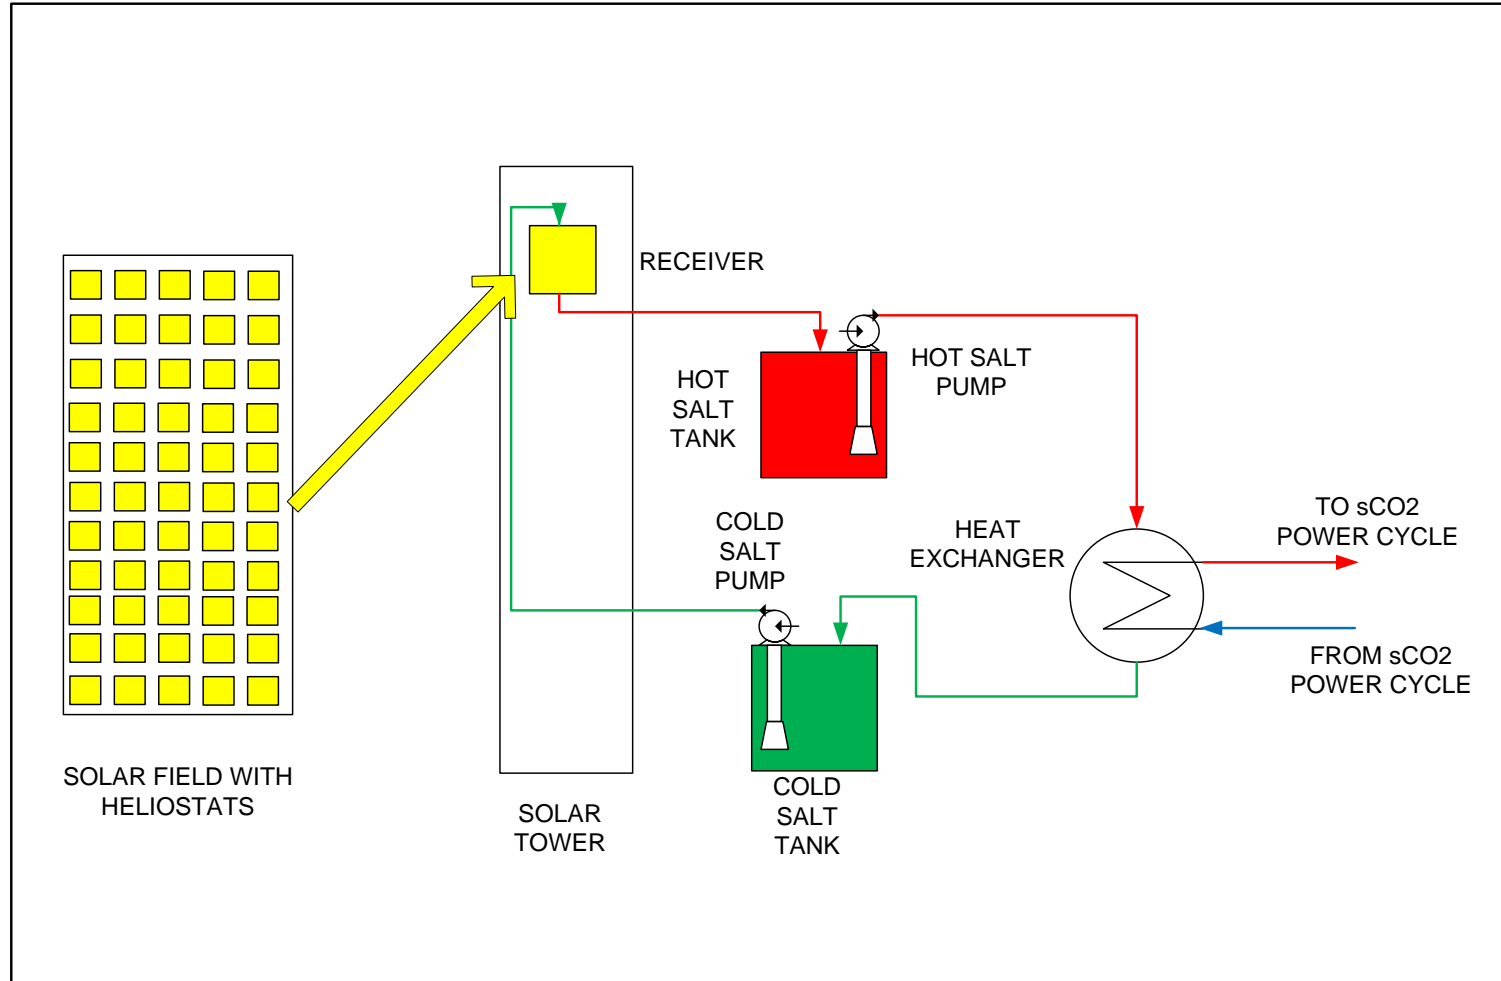 RECEIVER
HOT
SALT
TANK
HOT SALT
PUMP
COLD
SALT
PUMP
HEAT
EXCHANGER
TO sCO2
POWER CYCLE
FROM sCO2
POWER CYCLE
SOLAR FIELD WITH
HELIOSTATS
SOLAR
TOWER
COLD
SALT
TANK